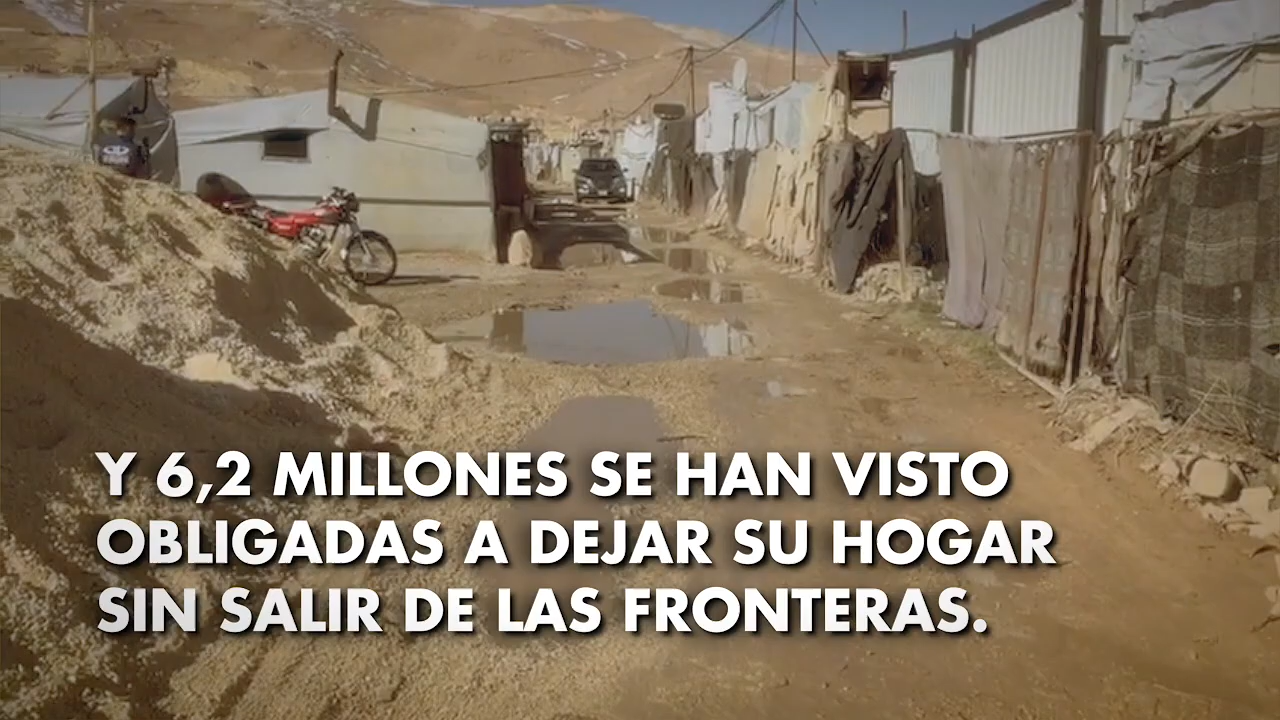 Y 6,2 MILLONES SE HAN VISTO
OBLIGADAS A DEJAR SU HOGAR
SIN SALIR DE LAS FRONTERAS.